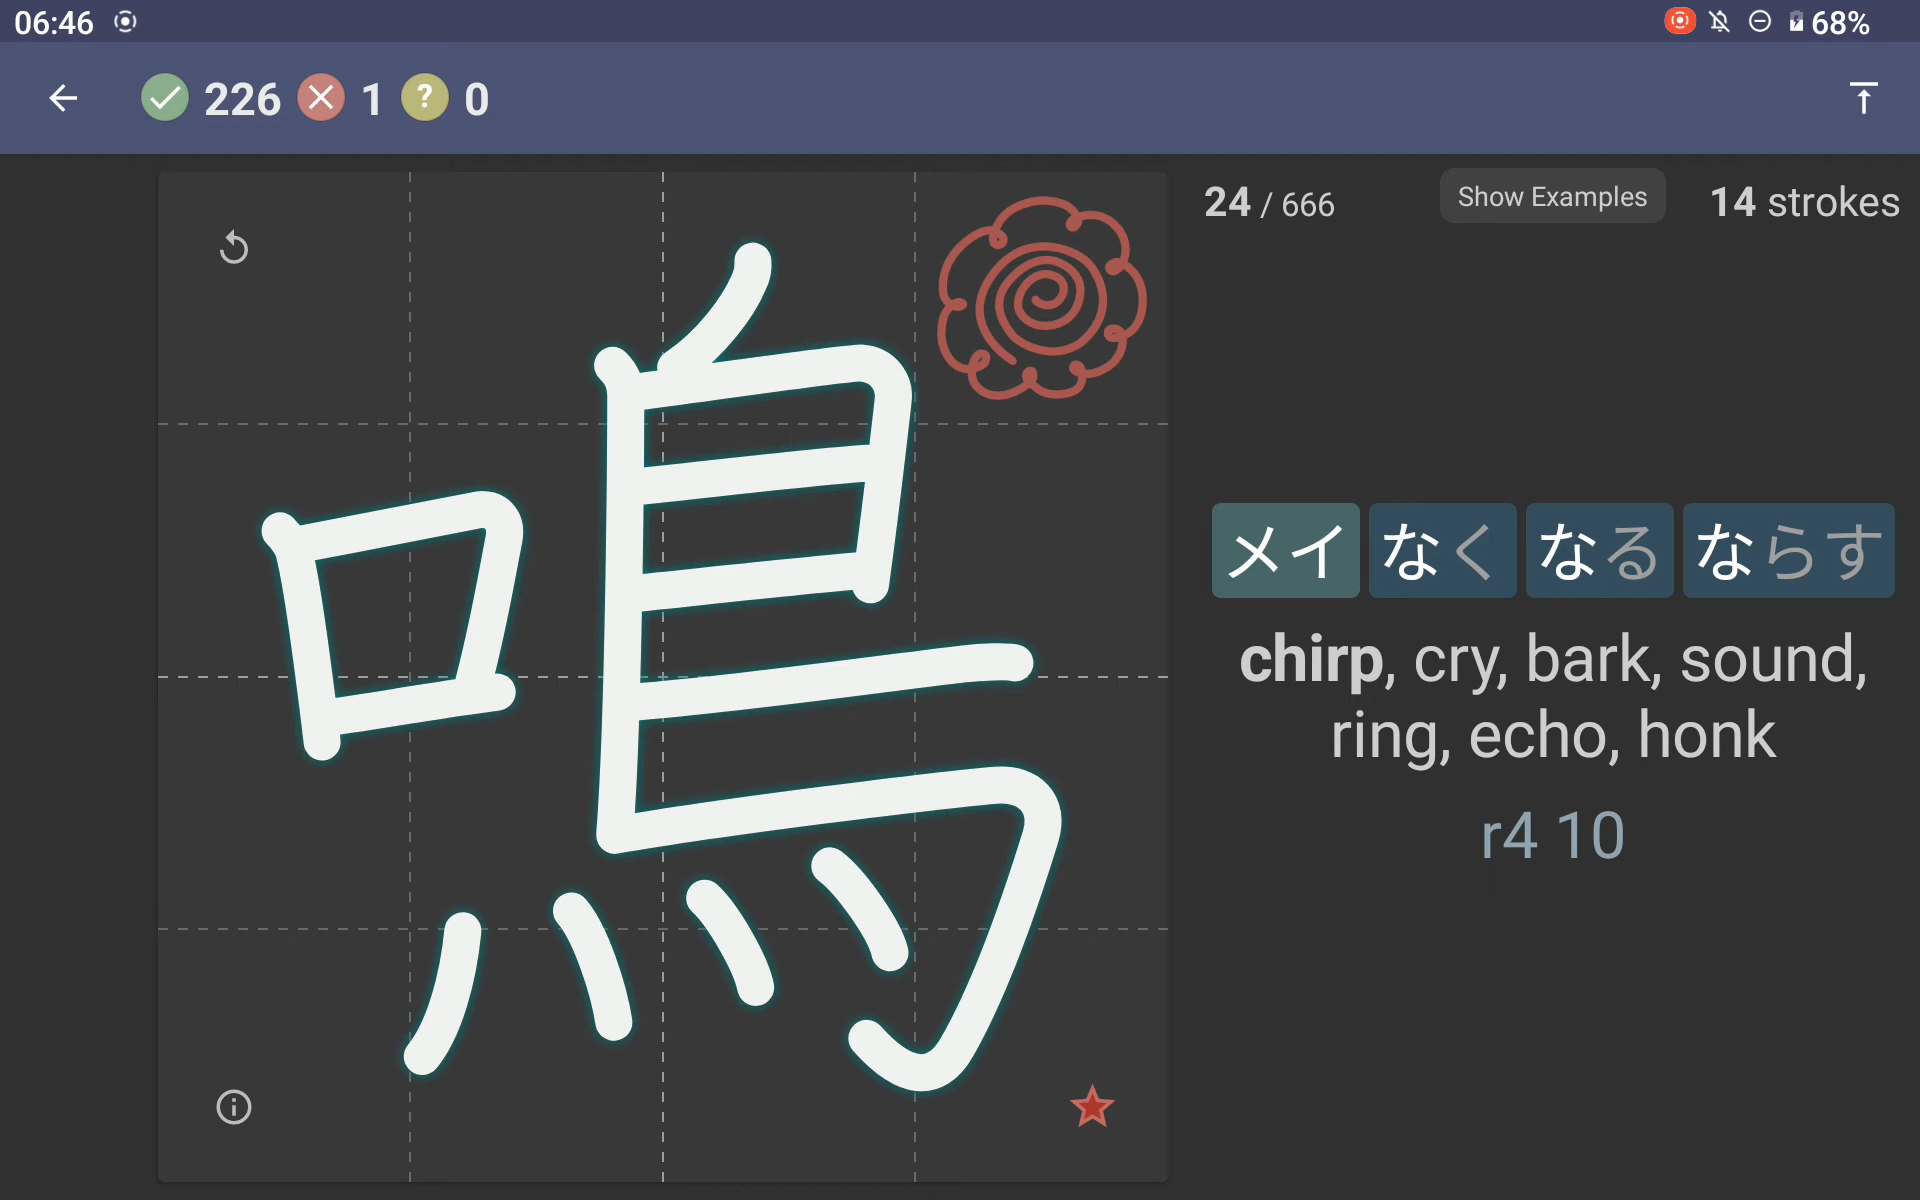 06:46 68%
226 1 ? 0
24 / 666 Show Examples 14 strokes
鳴
メイ なく なる ならす
chirp, cry, bark, sound,
ring, echo, honk
r4 10